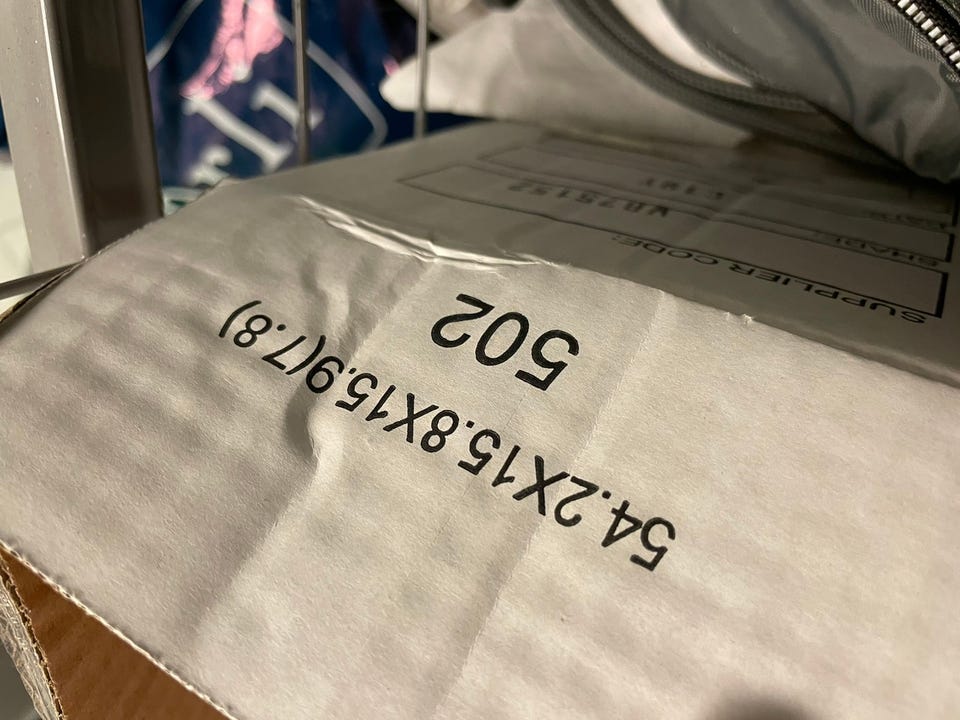 54.2X15.8X15.9(7.8)
502
SUPPLIER CODE:
SHADE